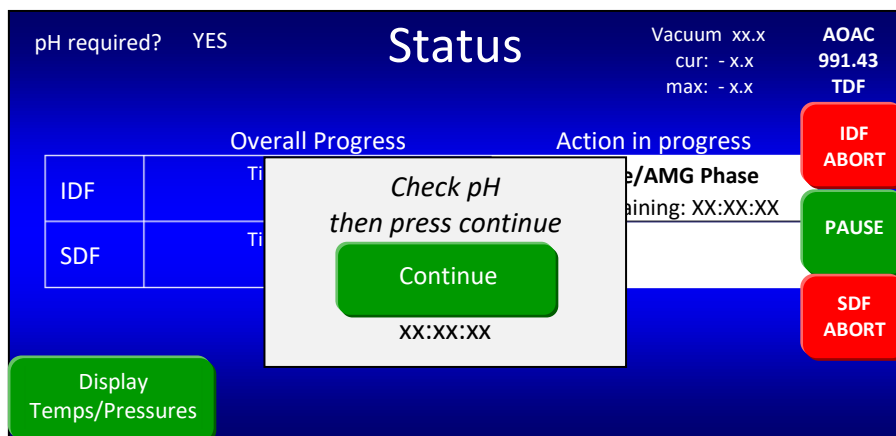 pH required? YES
Status
Vacuum xx.x
cur: - x.x
max: - x.x
AOAC
991.43
TDF
Overall Progress
Action in progress
IDF
ABORT
IDF
Ti
e/AMG Phase
aining: XX:XX:XX
Check pH
then press continue
PAUSE
SDF
Ti
Continue
xx:xx:xx
SDF
ABORT
Display
Temps/Pressures